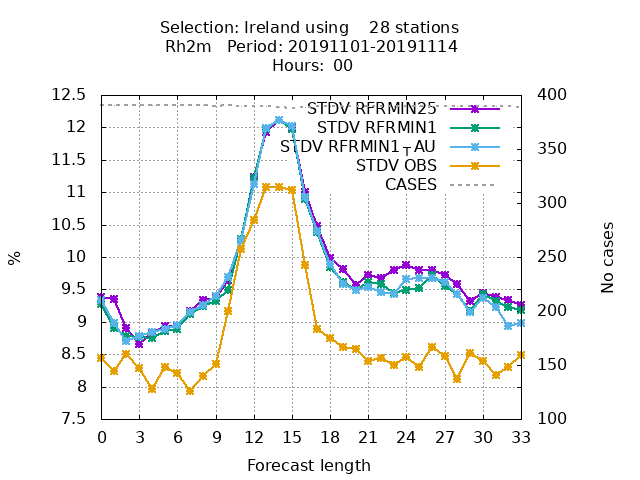 Selection: Ireland using    28 stations
Rh2m   Period: 20191101-20191114
Hours:  00
12.5
12
11.5
11
10.5
10
9.5
9
8.5
8
7.5
%
STDV RFRMIN25
STDV RFRMIN1
STDV RFRMIN1┬AU
STDV OBS
CASES
400
350
300
250
200
150
100
No cases
0 3 6 9 12 15 18 21 24 27 30 33
Forecast length